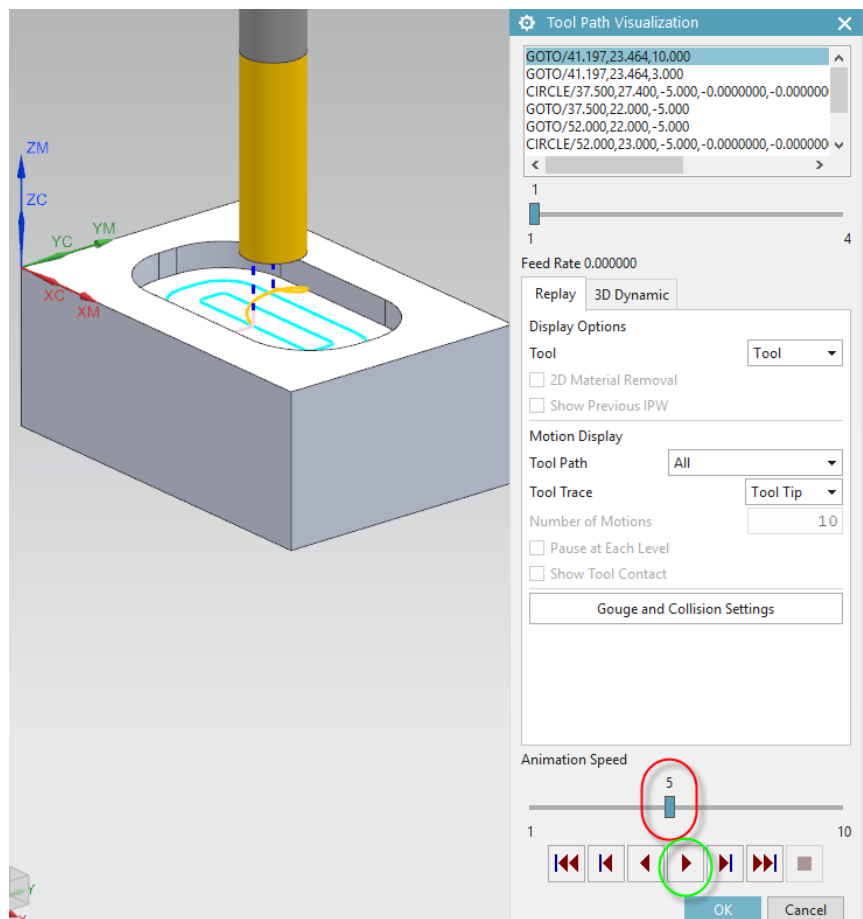 Tool Path Visualization
GOTO/41.197,23.464,10.000
GOTO/41.197,23.464,3.000
CIRCLE/37.500,27.400,-5.000,-0.0000000,-0.000000
GOTO/37.500,22.000,-5.000
GOTO/52.000,22.000,-5.000
CIRCLE/52.000,23.000,-5.000,-0.0000000,-0.000000
1
1 4
Feed Rate 0.000000
Replay 3D Dynamic
Display Options
Tool Tool
2D Material Removal
Show Previous IPW
Motion Display
Tool Path All
Tool Trace Tool Tip
Number of Motions 10
Pause at Each Level
Show Tool Contact
Gouge and Collision Settings
Animation Speed
5
1 10
OK Cancel
ZM
ZC
YM
YC
XC
XM
Y
X